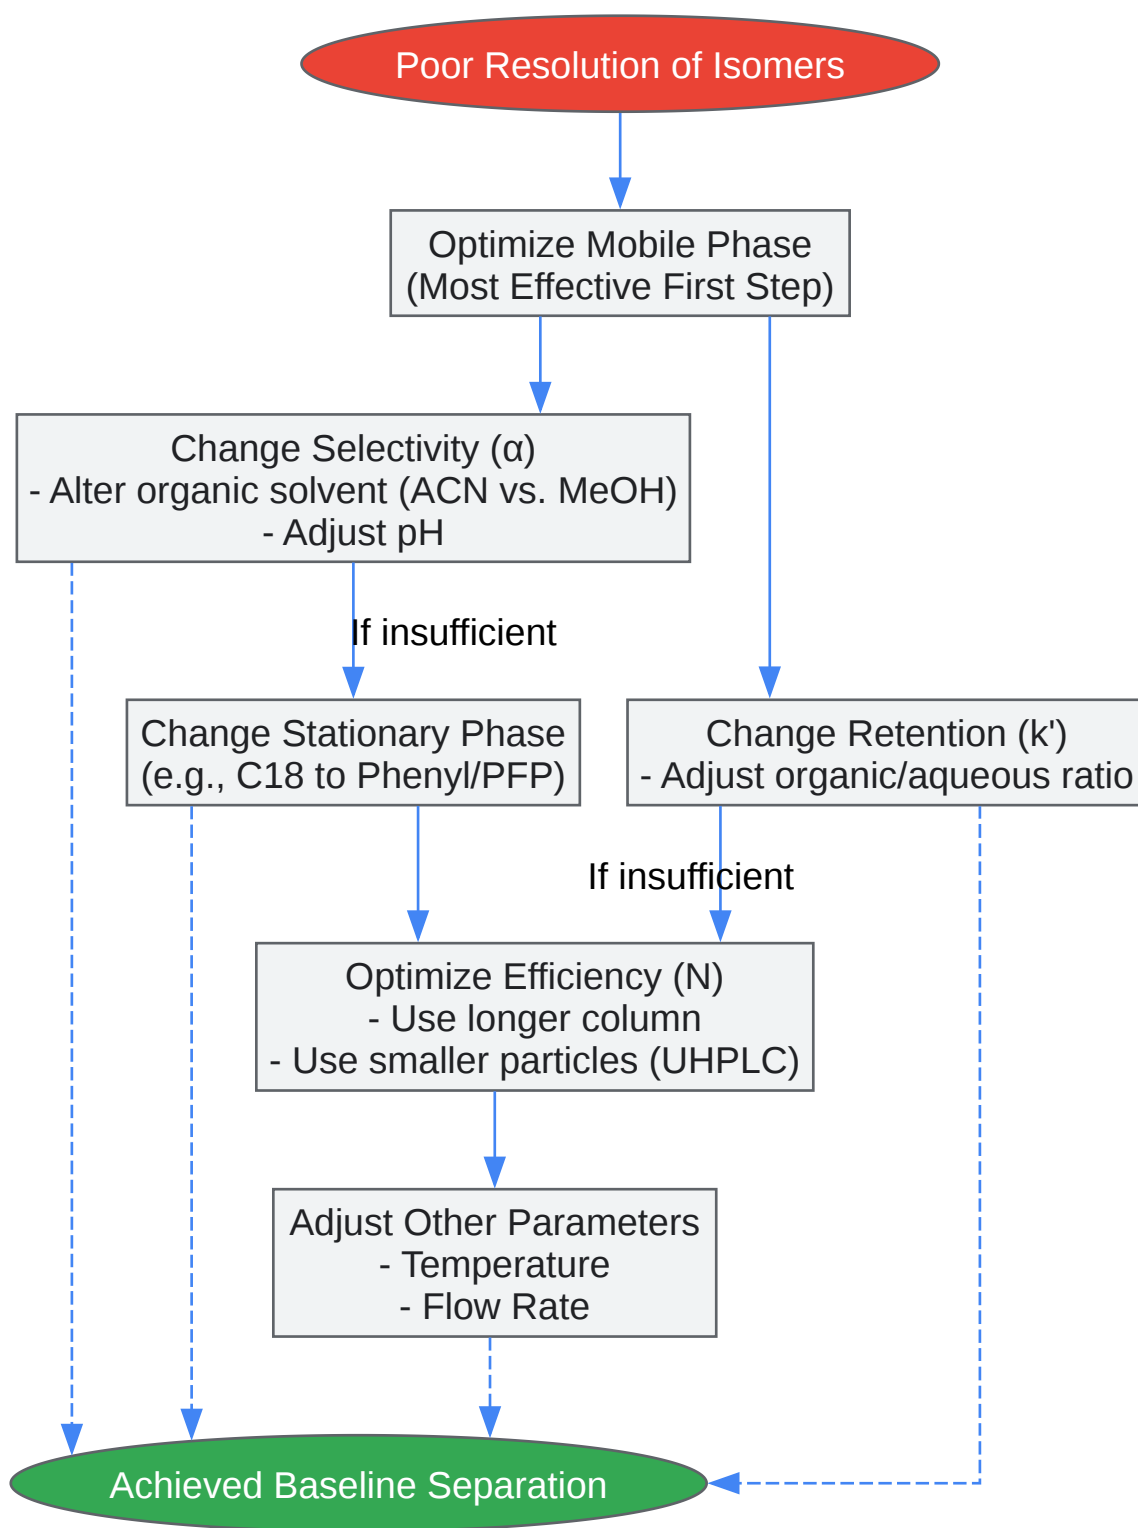 Poor Resolution of Isomers
Optimize Mobile Phase
(Most Effective First Step)
Change Selectivity (α)
- Alter organic solvent (ACN vs. MeOH)
- Adjust pH
If insufficient
Change Stationary Phase
(e.g., C18 to Phenyl/PFP)
Change Retention (k')
- Adjust organic/aqueous ratio
If insufficient
Optimize Efficiency (N)
- Use longer column
- Use smaller particles (UHPLC)
Adjust Other Parameters
- Temperature
- Flow Rate
Achieved Baseline Separation